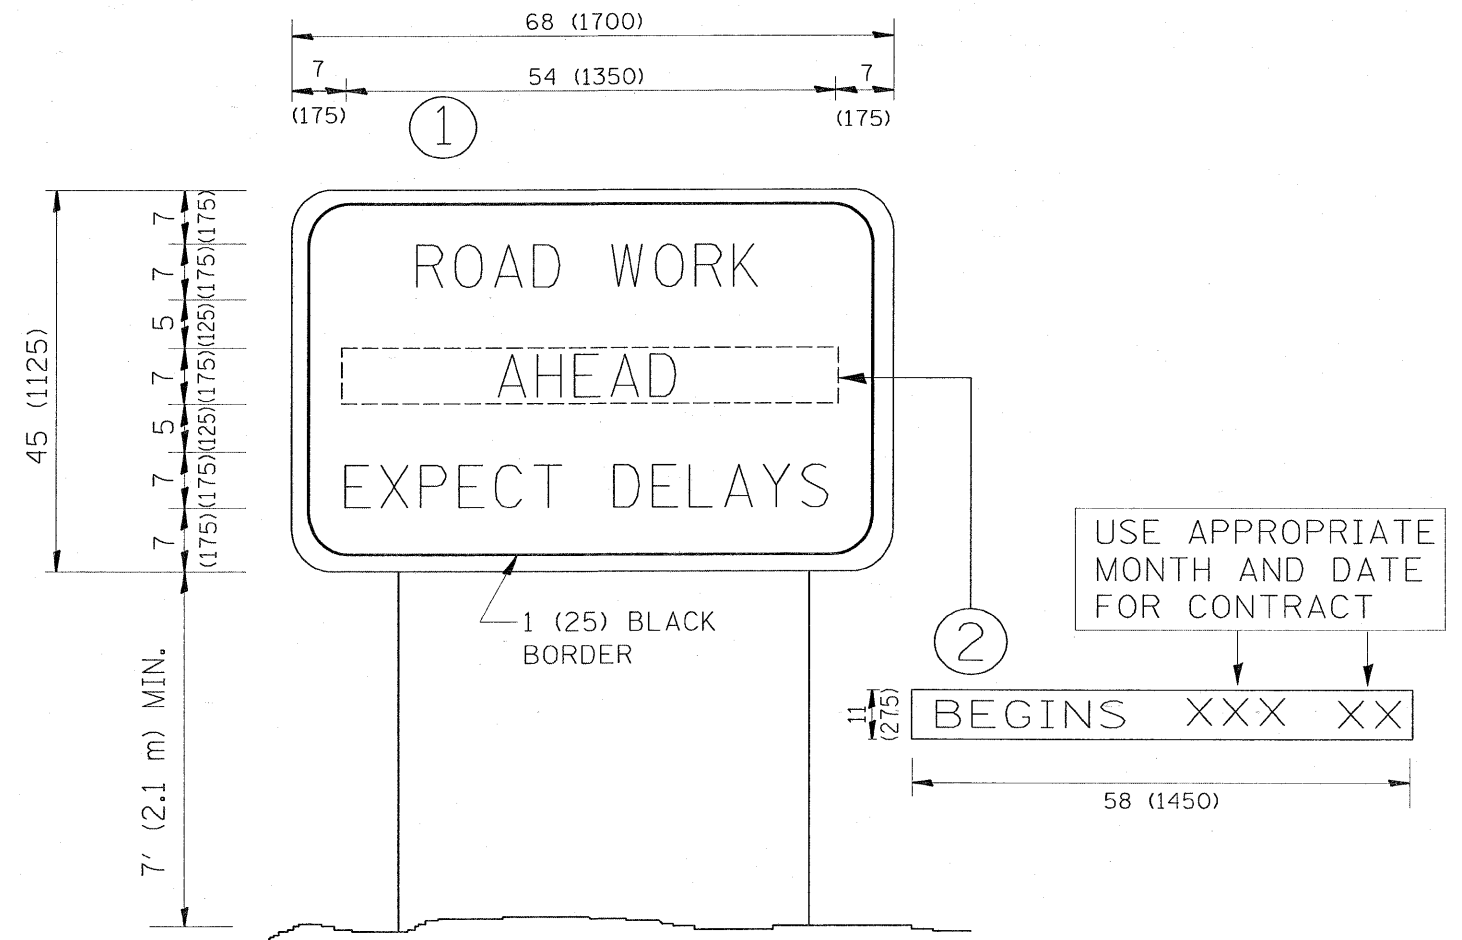 68 (1700)
7
54 (1350)
7
(175)
(175)
1
7
(175)
7
(175)
5
(125)
7
(175)
5
(125)
7
(175)
7
(175)
45 (1125)
ROAD WORK
AHEAD
EXPECT DELAYS
1 (25) BLACK
BORDER
7' (2.1 m) MIN.
2
USE APPROPRIATE
MONTH AND DATE
FOR CONTRACT
11
(275)
BEGINS XXX XX
58 (1450)